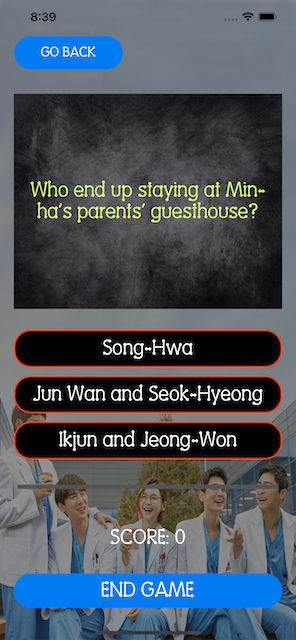 8:39
GO BACK
Who end up staying at Min-
ha's parents' guesthouse?
Song-Hwa
Jun Wan and Seok-Hyeong
Ikjun and Jeong-Won
SCORE: 0
END GAME